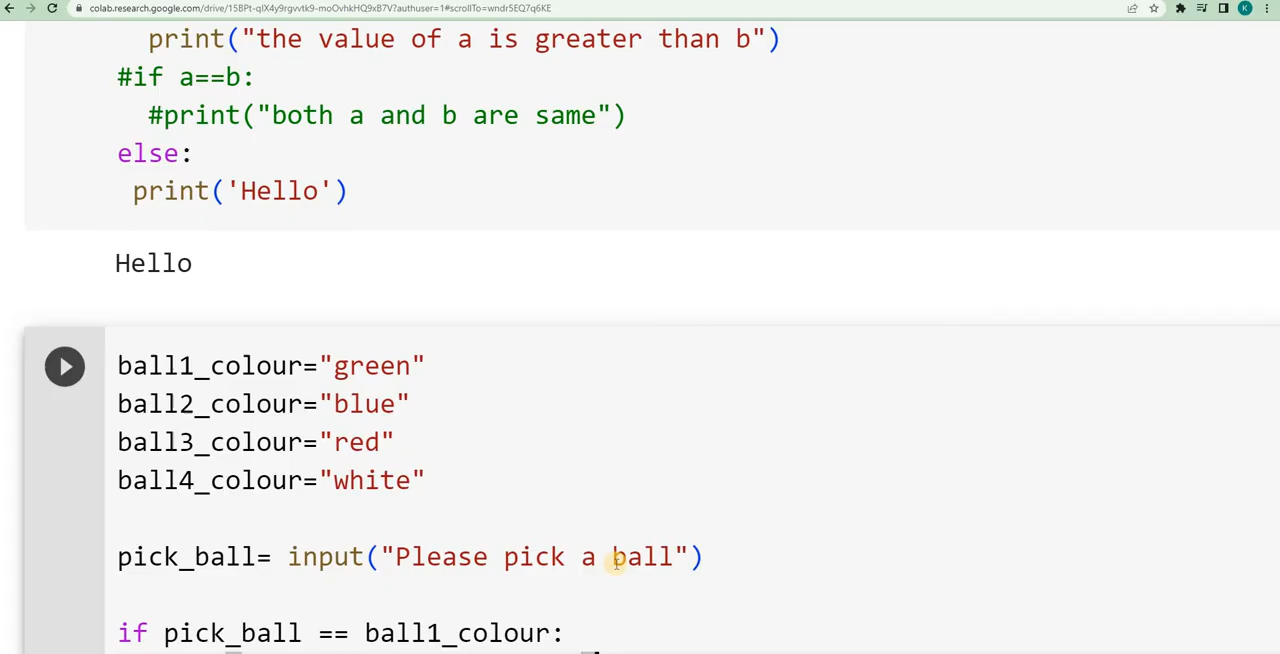 colab.research.google.com/drive/15BPt-qIX4y9rgvvtk9-moOvhkHQ9xB7V?authuser=1#scrollTo=wndr5EQ7q6KE
K
print("the value of a is greater than b")
#if a==b:
#print("both a and b are same")
else:
print('Hello')
Hello
ball1_colour="green"
ball2_colour="blue"
ball3_colour="red"
ball4_colour="white"
pick_ball= input("Please pick a ball")
if pick_ball == ball1_colour: